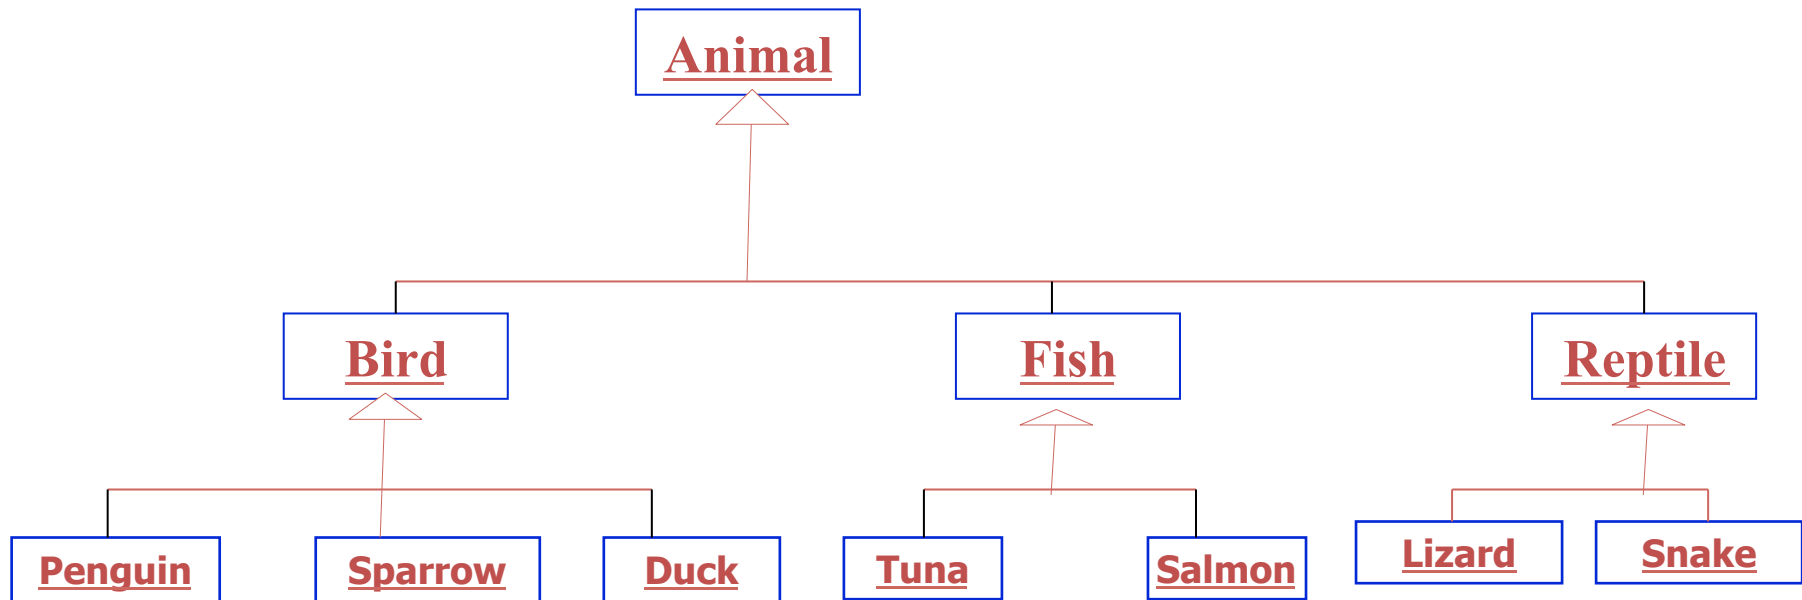 Animal
Bird
Fish
Reptile
Penguin
Sparrow
Duck
Tuna
Salmon
Lizard
Snake